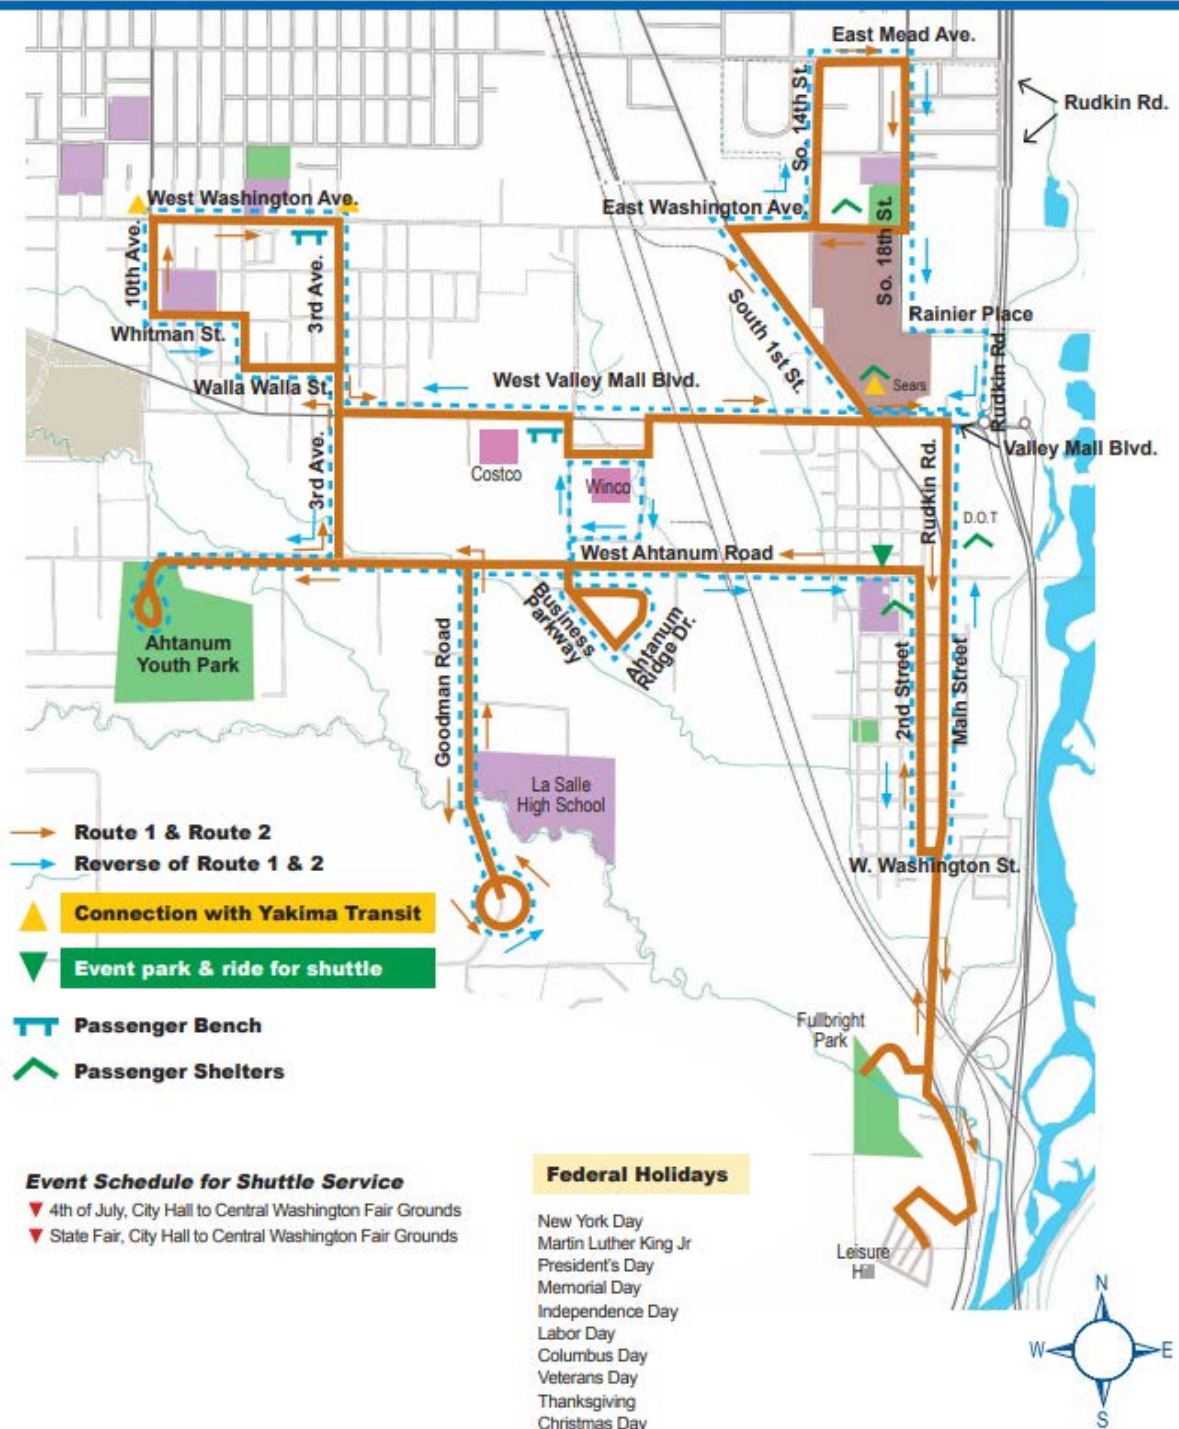 East Mead Ave.
So. 14th St.
Rudkin Rd.
West Washington Ave.
East Washington Ave.
So. 18th St.
10th Ave.
3rd Ave.
South 1st St.
Rainier Place
Whitman St.
Rudkin Rd.
Walla Walla St.
West Valley Mall Blvd.
Sears
Valley Mall Blvd.
3rd Ave.
Costco
Winco
Rudkin Rd.
D.O.T
West Ahtanum Road
Business
Parkway
Ahtanum
Ridge Dr.
Ahtanum
Youth Park
Goodman Road
2nd Street
Main Street
La Salle
High School
W. Washington St.
Route 1 & Route 2
Reverse of Route 1 & 2
Connection with Yakima Transit
Event park & ride for shuttle
Passenger Bench
Passenger Shelters
Fullbright
Park
Leisure
Event Schedule for Shuttle Service
4th of July, City Hall to Central Washington Fair Grounds
State Fair, City Hall to Central Washington Fair Grounds
Federal Holidays
New York Day
Martin Luther King Jr
President's Day
Memorial Day
Independence Day
Labor Day
Columbus Day
Veterans Day
Thanksgiving
Christmas Day
N
W
E
S